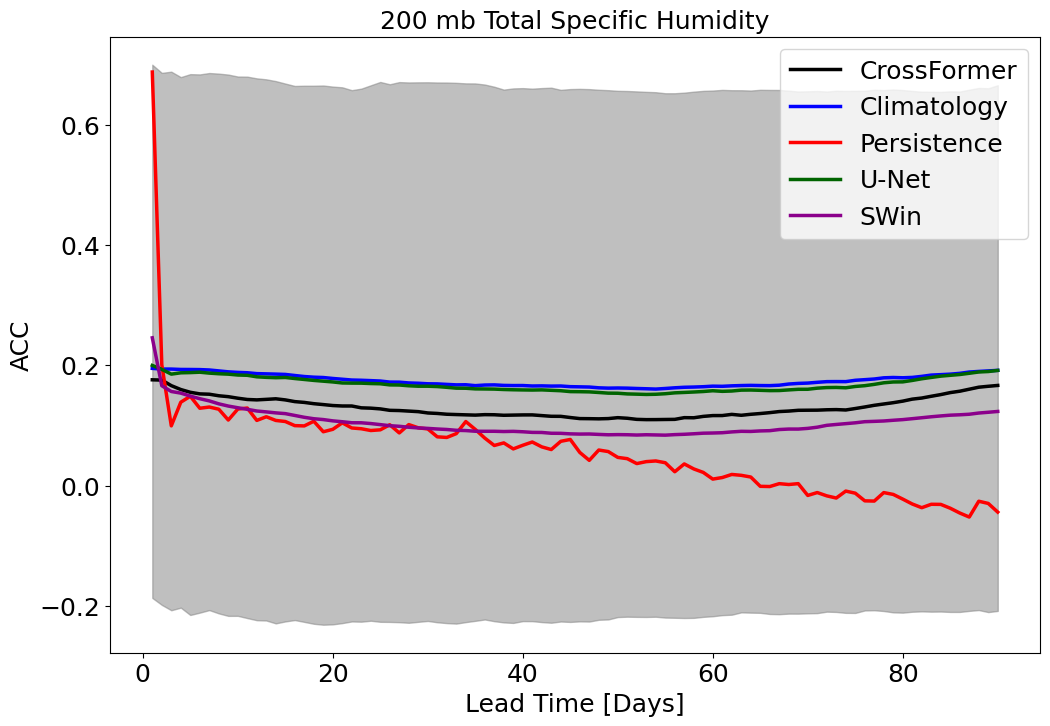 200 mb Total Specific Humidity
CrossFormer
Climatology
Persistence
U-Net
SWin
ACC
0.6
0.4
0.2
0.0
−0.2
0
20
40
60
80
Lead Time [Days]